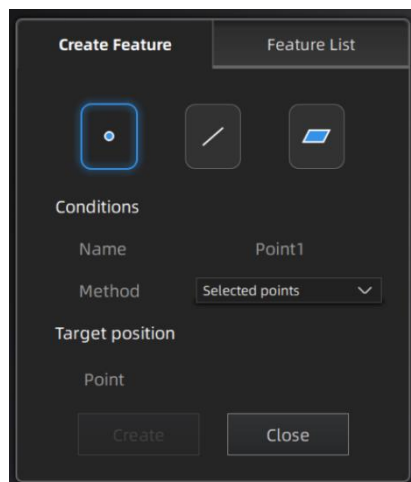 Create Feature Feature List
Conditions
Name Point1
Method Selected points
Target position
Point
Create Close